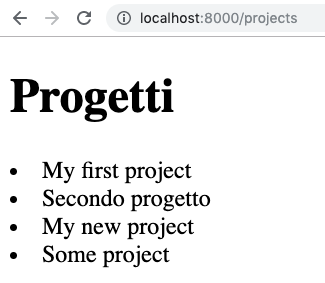 localhost:8000/projects
Progetti
My first project
Secondo progetto
My new project
Some project